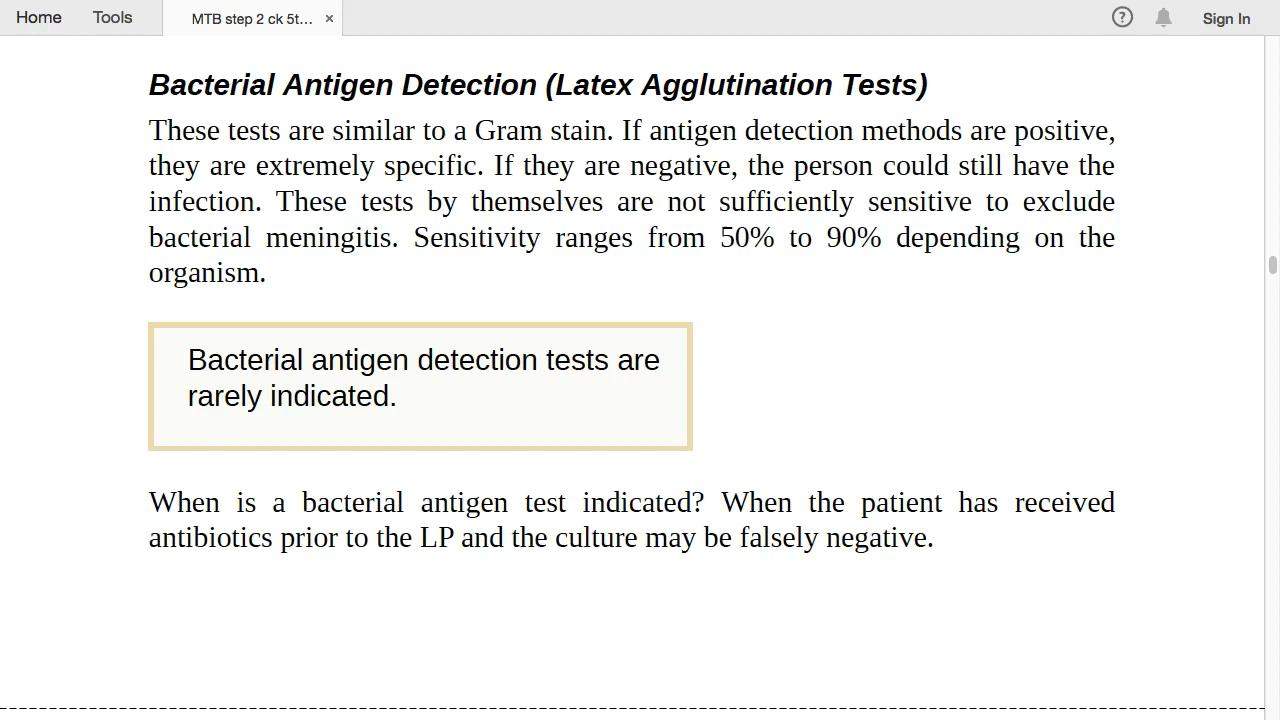 Home Tools MTB step 2 ck 5t... × ? Sign In
Bacterial Antigen Detection (Latex Agglutination Tests)
These tests are similar to a Gram stain. If antigen detection methods are positive,
they are extremely specific. If they are negative, the person could still have the
infection. These tests by themselves are not sufficiently sensitive to exclude
bacterial meningitis. Sensitivity ranges from 50% to 90% depending on the
organism.
Bacterial antigen detection tests are
rarely indicated.
When is a bacterial antigen test indicated? When the patient has received
antibiotics prior to the LP and the culture may be falsely negative.